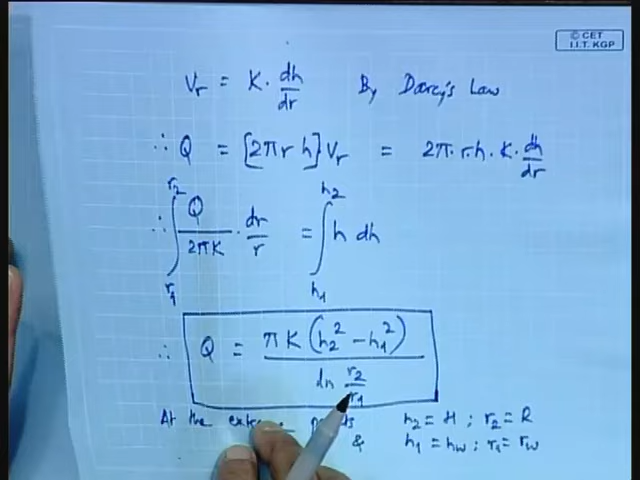 © CET
I.I.T. KGP
Vr = K · dh/dr By Darcy's Law
∴ Q = [2πr h] Vr = 2π·r·h·K·dh/dr
∴ ∫_{r1}^{r2} Q/2πK · dr/r = ∫_{h1}^{h2} h dh
∴ Q = πK(h2² − h1²) / ln r2/r1
At the h2 = H ; r2 = R
& h1 = hw ; r1 = rw